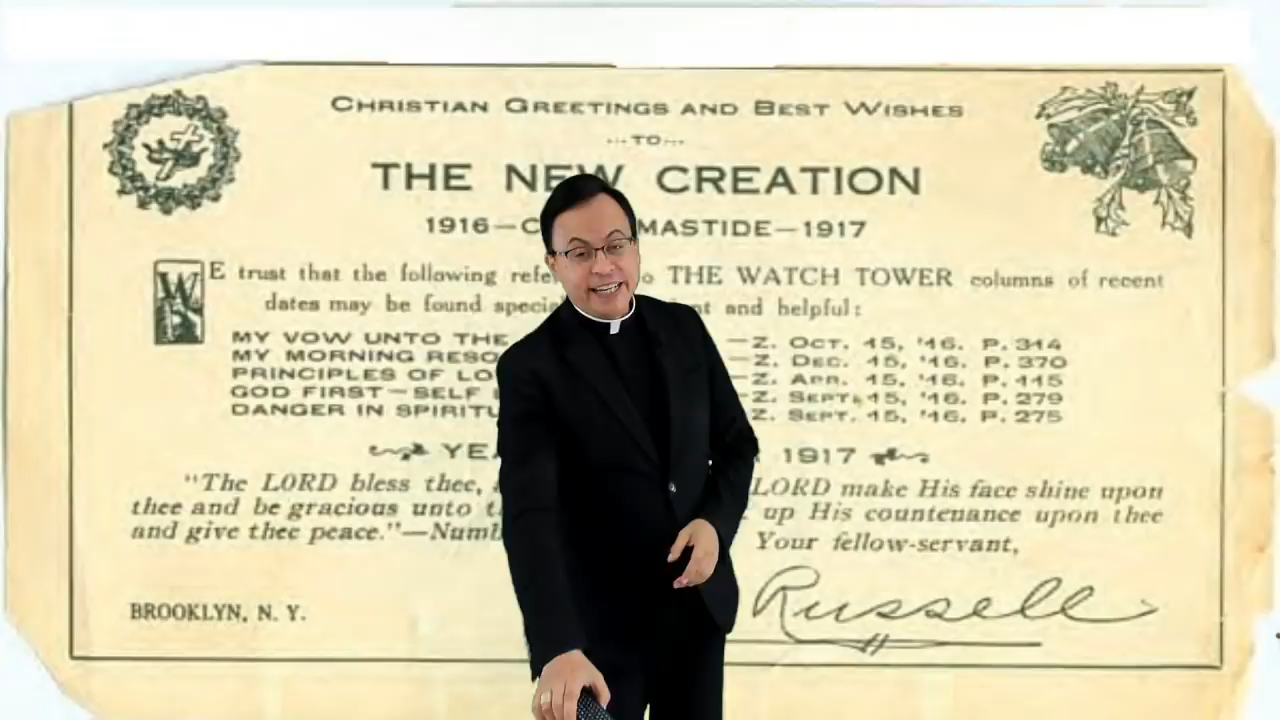 CHRISTIAN GREETINGS AND BEST WISHES
...TO...
THE NEW CREATION
1916—C MASTIDE—1917
WE trust that the following refe o THE WATCH TOWER columns of recent
dates may be found speci nt and helpful:
MY VOW UNTO THE —Z. OCT. 15, '16. P. 314
MY MORNING RESO —Z. DEC. 15, '16. P. 370
PRINCIPLES OF LO —Z. APR. 15, '16. P. 115
GOD FIRST—SELF —Z. SEPT. 15, '16. P. 279
DANGER IN SPIRITU —Z. SEPT. 15, '16. P. 275
YEA 1917
"The LORD bless thee, LORD make His face shine upon
thee and be gracious unto t up His countenance upon thee
and give thee peace."—Numb Your fellow-servant,
BROOKLYN, N. Y.
Russell